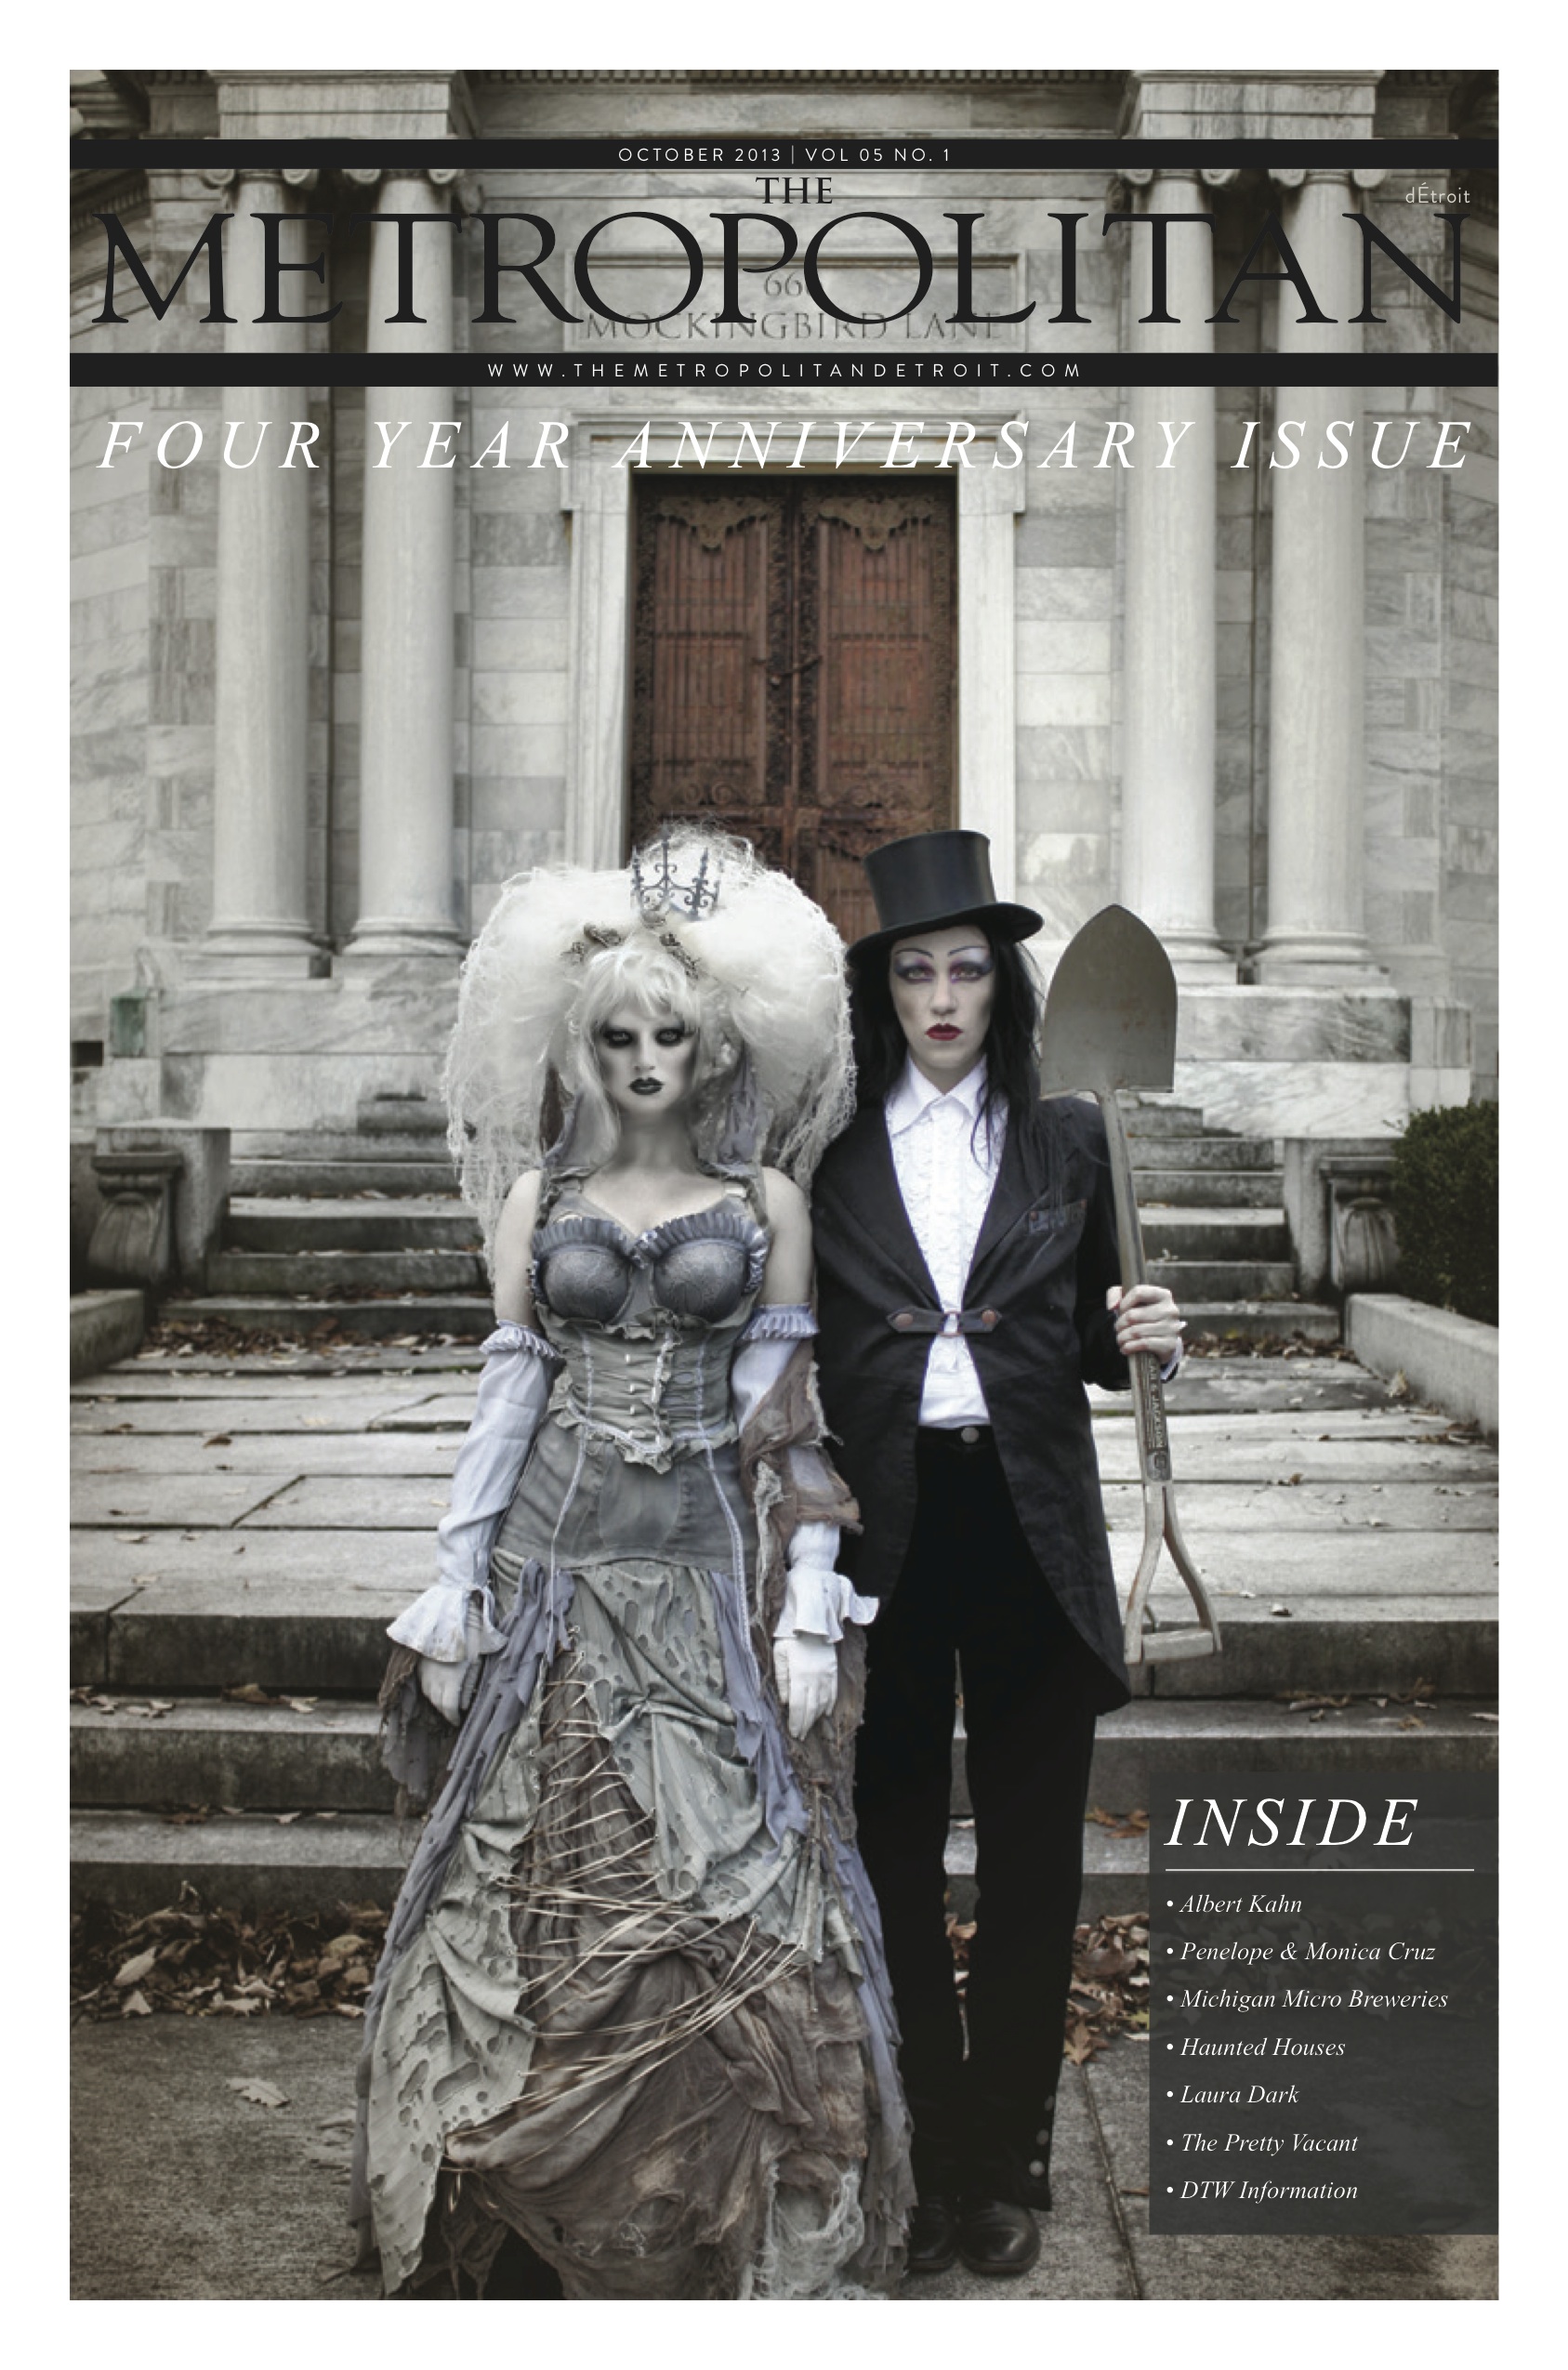 OCTOBER 2013 | VOL 05 NO. 1
THE
dÉtroit
METROPOLITAN
MOCKINGBIRD LANE
WWW.THEMETROPOLITANDETROIT.COM
FOUR YEAR ANNIVERSARY ISSUE
INSIDE
• Albert Kahn
• Penelope & Monica Cruz
• Michigan Micro Breweries
• Haunted Houses
• Laura Dark
• The Pretty Vacant
• DTW Information